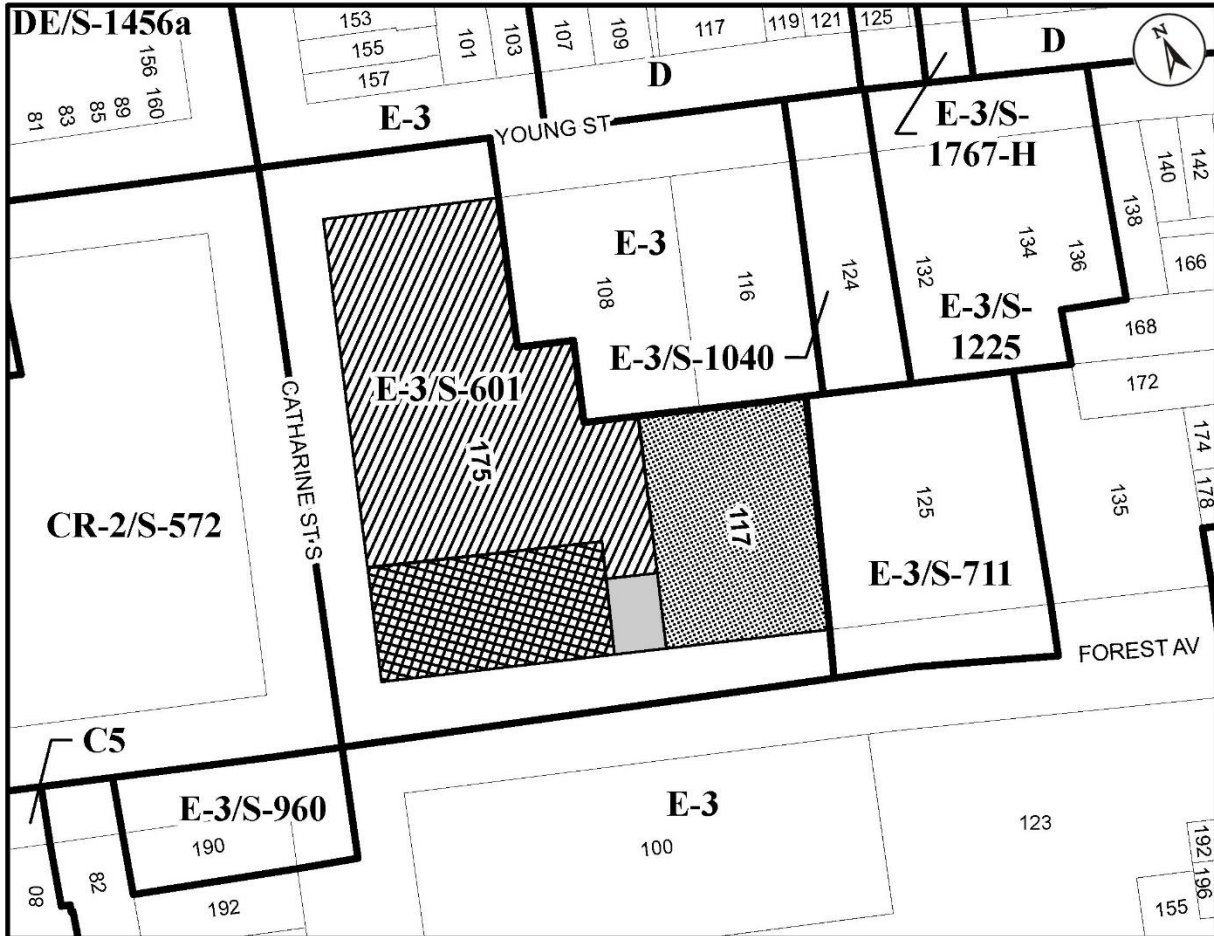 DE/S-1456a
156
160
89
85
83
81
153
155
157
101
103
107
109
117
119
121
125
D
D
N
E-3
YOUNG ST
E-3/S-
1767-H
140
142
138
166
E-3
108
116
124
132
134
136
E-3/S-1040
E-3/S-
1225
168
172
174
178
E-3/S-601
175
CATHARINE ST S
CR-2/S-572
117
125
E-3/S-711
135
FOREST AV
C5
E-3/S-960
190
E-3
100
123
192
196
155
80
82
192